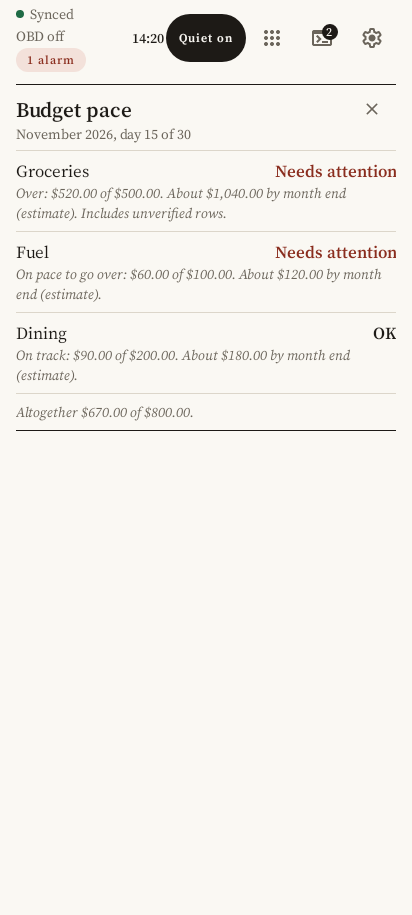 Synced
OBD off
1 alarm
14:20
Quiet on
2
Budget pace
November 2026, day 15 of 30
Groceries
Needs attention
Over: $520.00 of $500.00. About $1,040.00 by month end
(estimate). Includes unverified rows.
Fuel
Needs attention
On pace to go over: $60.00 of $100.00. About $120.00 by month
end (estimate).
Dining
OK
On track: $90.00 of $200.00. About $180.00 by month end
(estimate).
Altogether $670.00 of $800.00.